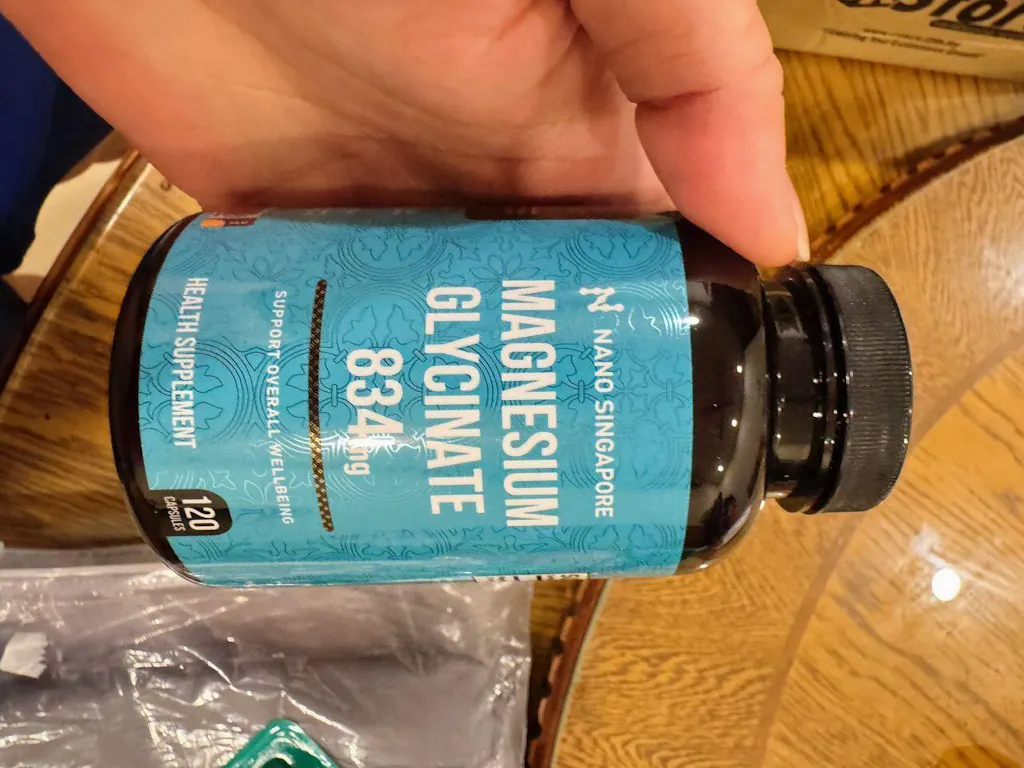 NANO SINGAPORE
MAGNESIUM
GLYCINATE
834mg
SUPPORT OVERALL WELLBEING
HEALTH SUPPLEMENT
120
CAPSULES